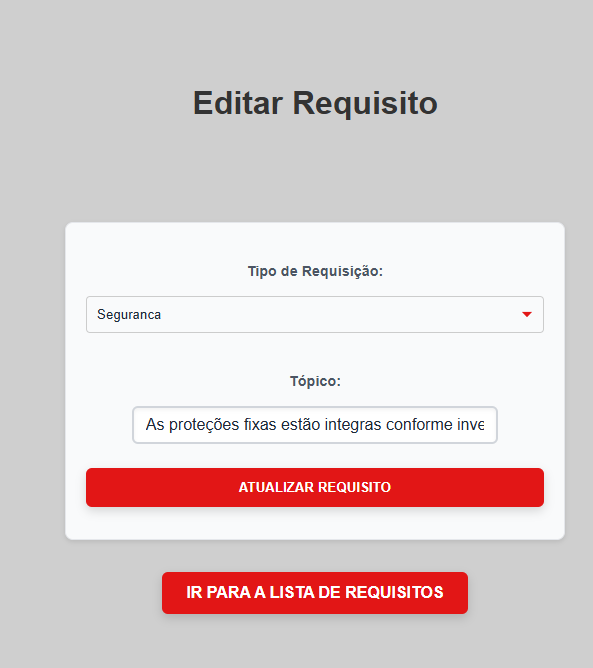 Editar Requisito
Tipo de Requisição:
Seguranca
Tópico:
As proteções fixas estão integras conforme inve
ATUALIZAR REQUISITO
IR PARA A LISTA DE REQUISITOS